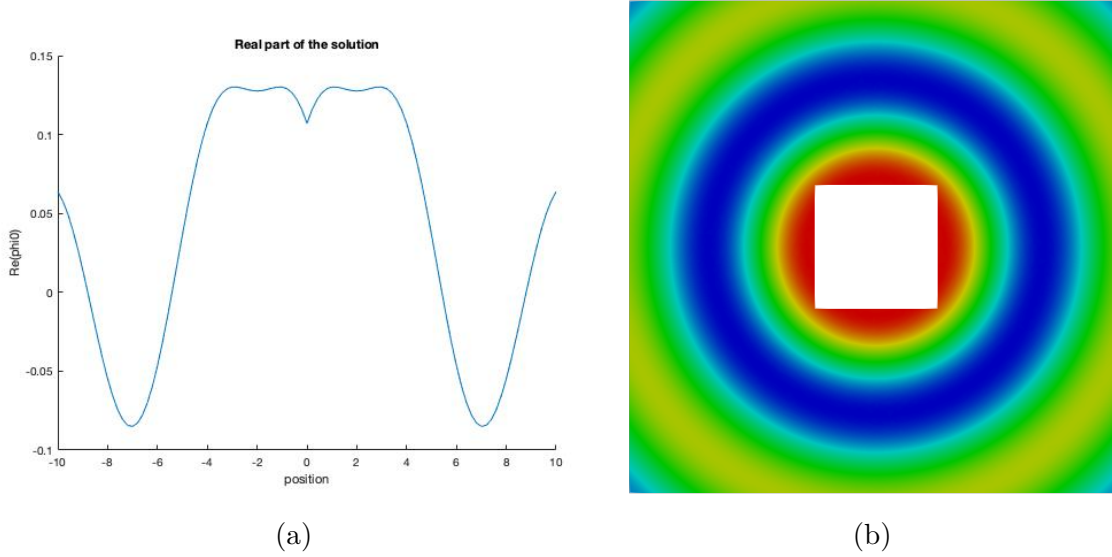 Real part of the solution
0.15
0.1
0.05
0
-0.05
-0.1
Re(phi0)
-10 -8 -6 -4 -2 0 2 4 6 8 10
position
(a)
(b)